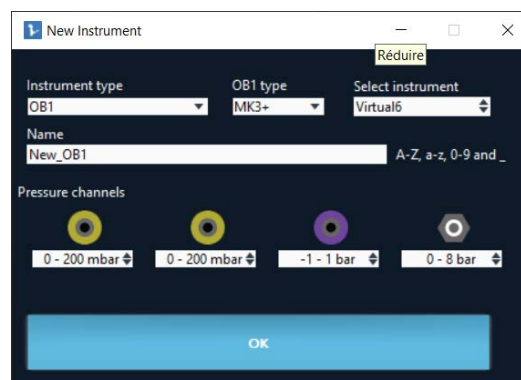 New Instrument
Réduire
Instrument type OB1 type Select instrument
OB1 MK3+ Virtual6
Name
New_OB1 A-Z, a-z, 0-9 and _
Pressure channels
0 - 200 mbar 0 - 200 mbar -1 - 1 bar 0 - 8 bar
OK